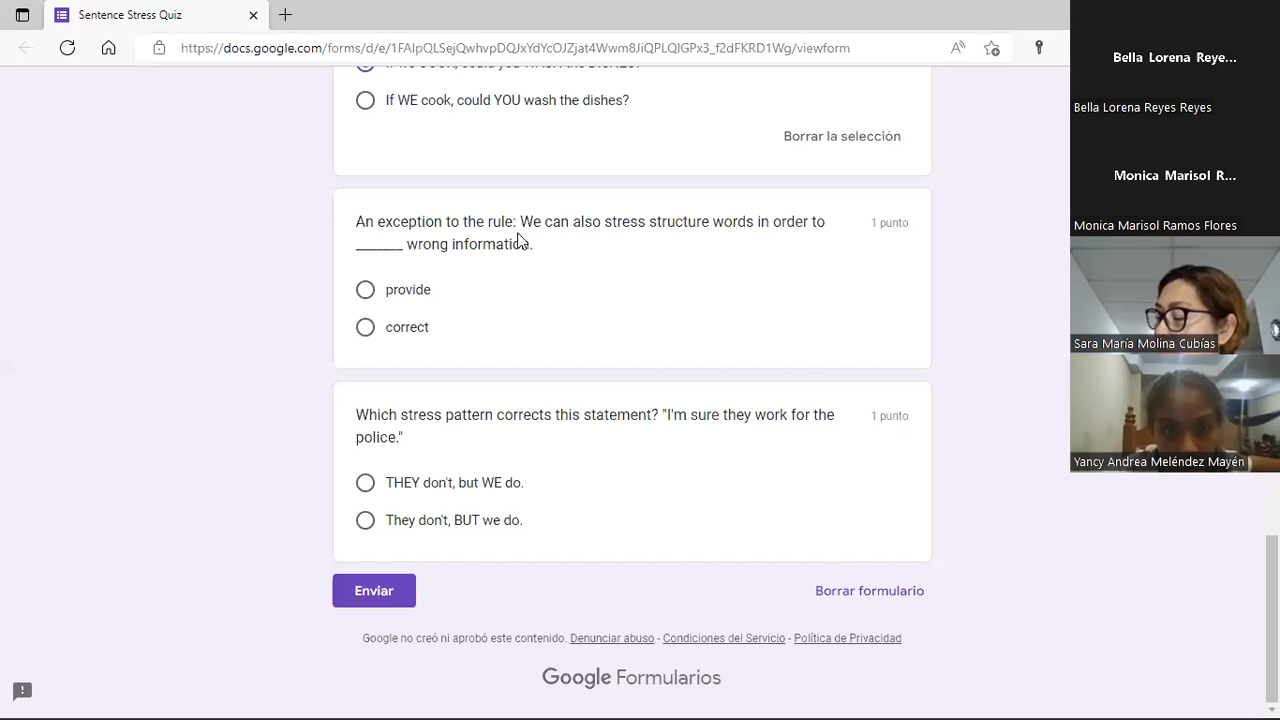 Sentence Stress Quiz
https://docs.google.com/forms/d/e/1FAIpQLSejQwhvpDQJxYdYcOJZjat4Wwm8JiQPLQlGPx3_f2dFKRD1Wg/viewform
If WE cook, could YOU wash the dishes?
Borrar la selección
An exception to the rule: We can also stress structure words in order to
_______ wrong information.
1 punto
provide
correct
Which stress pattern corrects this statement? "I'm sure they work for the
police."
1 punto
THEY don't, but WE do.
They don't, BUT we do.
Enviar
Borrar formulario
Google no creó ni aprobó este contenido. Denunciar abuso - Condiciones del Servicio - Política de Privacidad
Google Formularios
Bella Lorena Reye...
Bella Lorena Reyes Reyes
Monica Marisol R...
Monica Marisol Ramos Flores
Sara María Molina Cubías
Yancy Andrea Meléndez Mayén